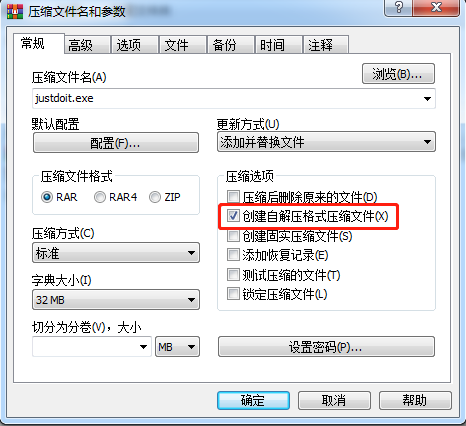 压缩文件名和参数
常规 高级 选项 文件 备份 时间 注释
压缩文件名(A)
浏览(B)...
justdoit.exe
默认配置
配置(F)...
更新方式(U)
添加并替换文件
压缩文件格式
RAR RAR4 ZIP
压缩方式(C)
标准
字典大小(I)
32 MB
切分为分卷(V)，大小
MB
压缩选项
压缩后删除原来的文件(D)
创建自解压格式压缩文件(X)
创建固实压缩文件(S)
添加恢复记录(E)
测试压缩的文件(T)
锁定压缩文件(L)
设置密码(P)...
确定 取消 帮助